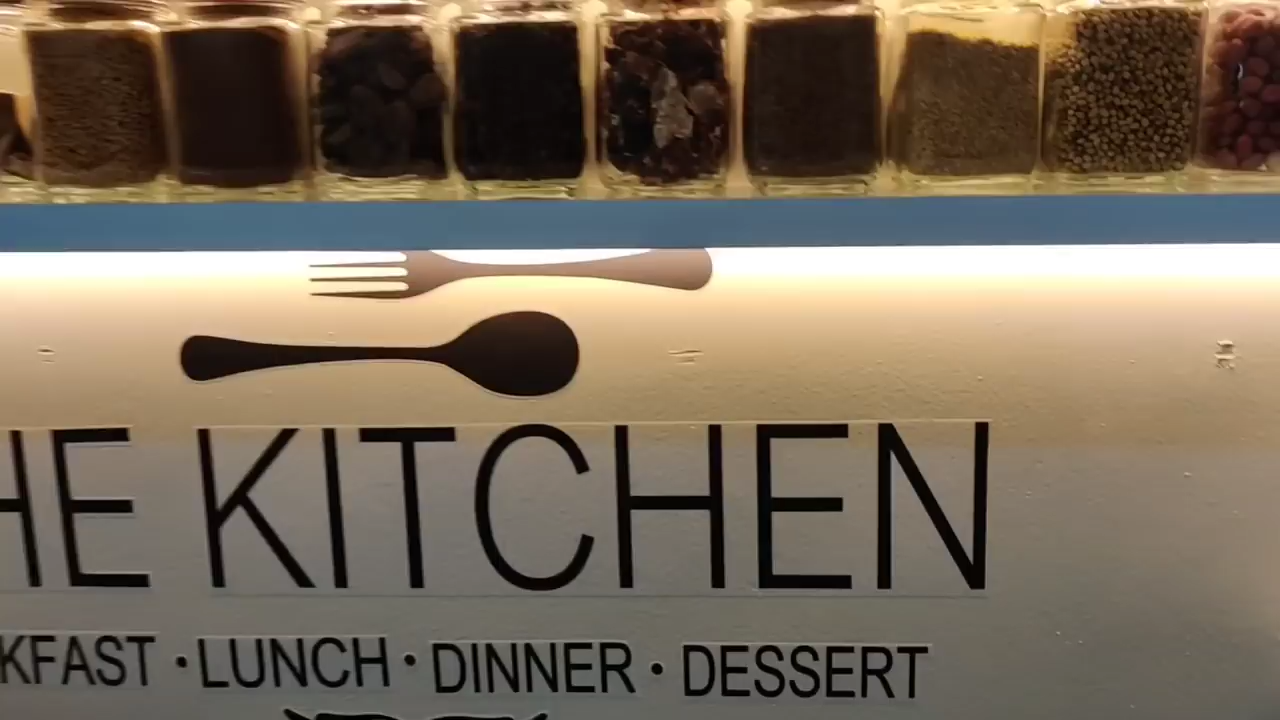 HE KITCHEN
KFAST · LUNCH · DINNER · DESSERT